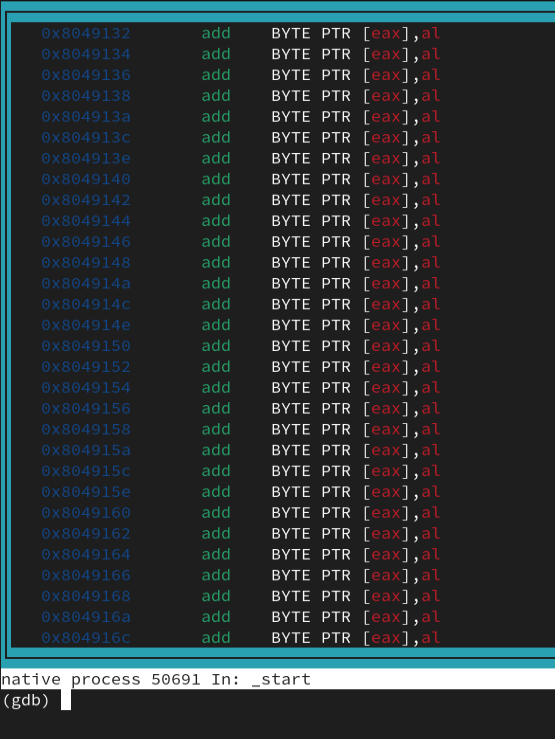 0x8049132 add BYTE PTR [eax],al
0x8049134 add BYTE PTR [eax],al
0x8049136 add BYTE PTR [eax],al
0x8049138 add BYTE PTR [eax],al
0x804913a add BYTE PTR [eax],al
0x804913c add BYTE PTR [eax],al
0x804913e add BYTE PTR [eax],al
0x8049140 add BYTE PTR [eax],al
0x8049142 add BYTE PTR [eax],al
0x8049144 add BYTE PTR [eax],al
0x8049146 add BYTE PTR [eax],al
0x8049148 add BYTE PTR [eax],al
0x804914a add BYTE PTR [eax],al
0x804914c add BYTE PTR [eax],al
0x804914e add BYTE PTR [eax],al
0x8049150 add BYTE PTR [eax],al
0x8049152 add BYTE PTR [eax],al
0x8049154 add BYTE PTR [eax],al
0x8049156 add BYTE PTR [eax],al
0x8049158 add BYTE PTR [eax],al
0x804915a add BYTE PTR [eax],al
0x804915c add BYTE PTR [eax],al
0x804915e add BYTE PTR [eax],al
0x8049160 add BYTE PTR [eax],al
0x8049162 add BYTE PTR [eax],al
0x8049164 add BYTE PTR [eax],al
0x8049166 add BYTE PTR [eax],al
0x8049168 add BYTE PTR [eax],al
0x804916a add BYTE PTR [eax],al
0x804916c add BYTE PTR [eax],al
native process 50691 In: _start
(gdb)